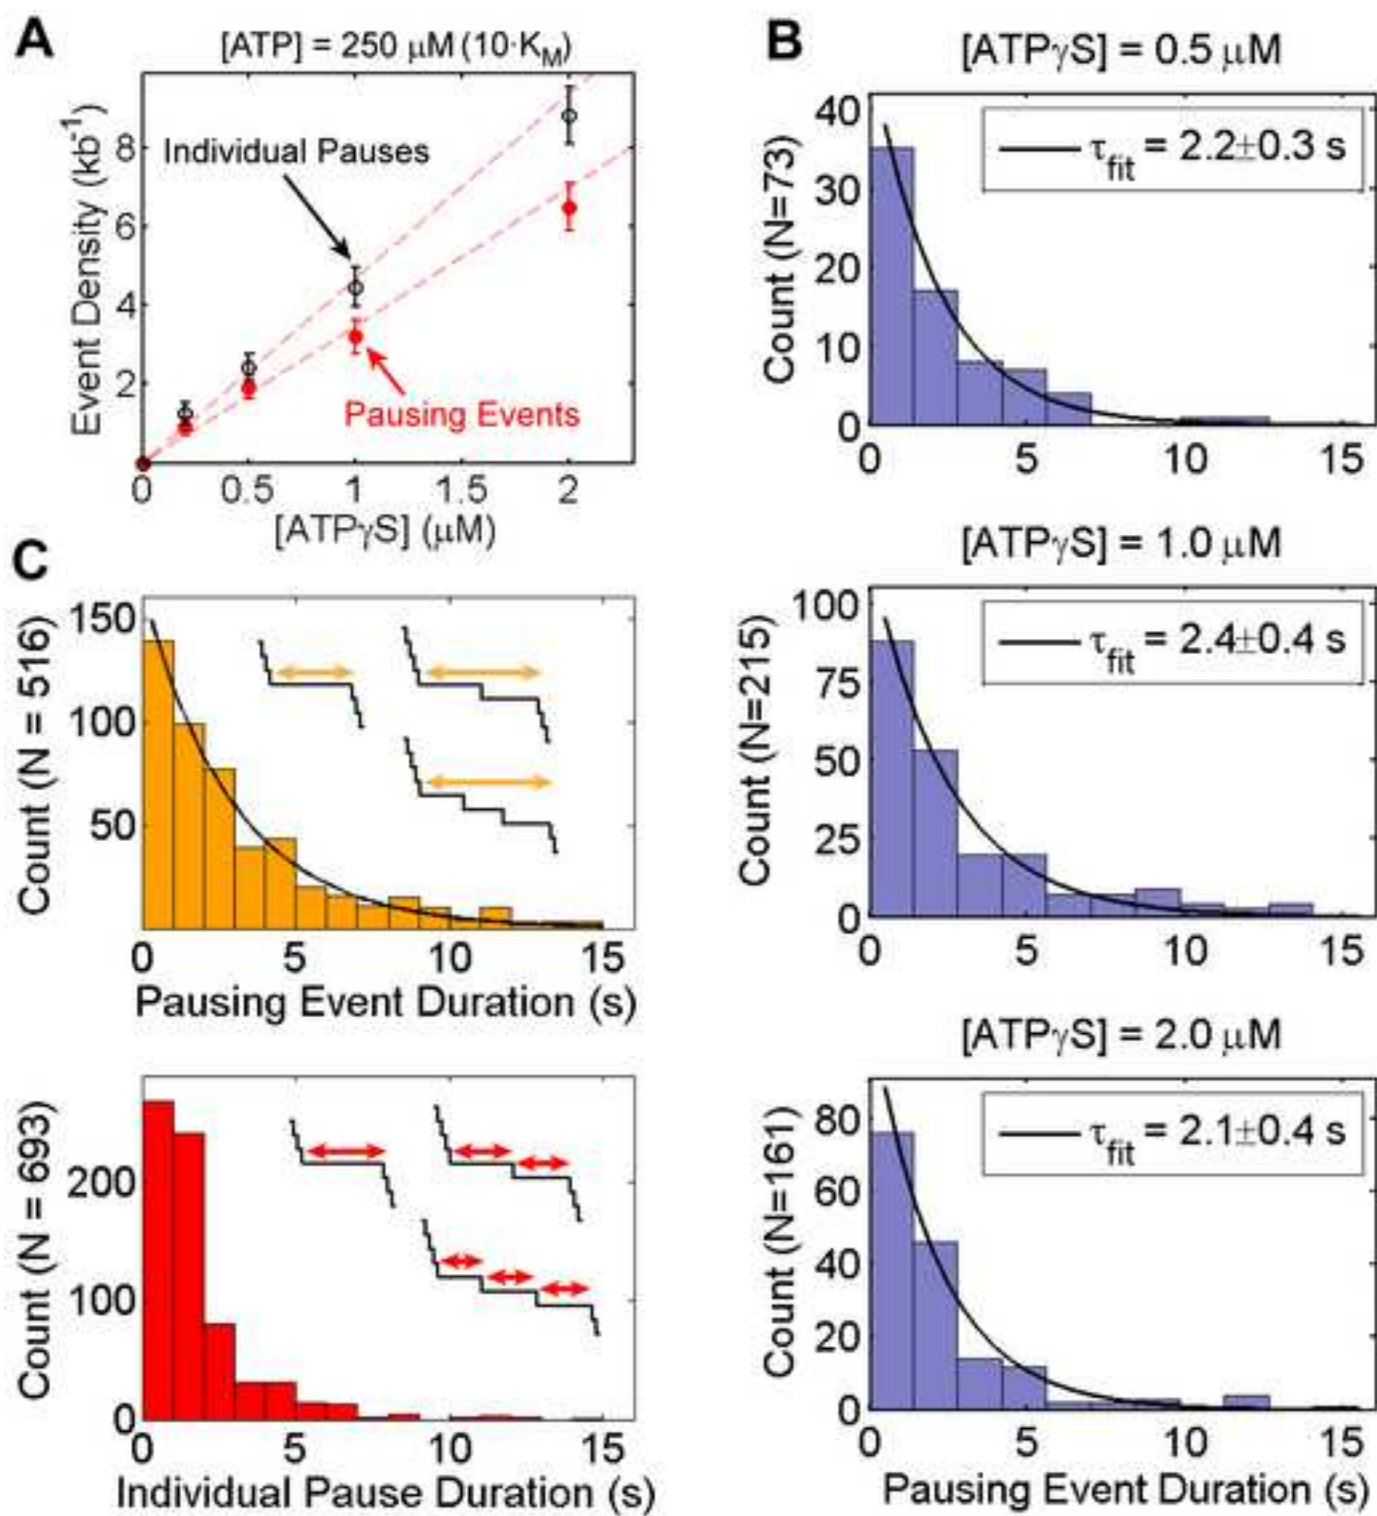 A
[ATP] = 250 μM (10·K_M)
Event Density (kb⁻¹)
8
6
4
2
Individual Pauses
Pausing Events
0
0.5
1
1.5
2
[ATPγS] (μM)
B
[ATPγS] = 0.5 μM
Count (N=73)
40
30
20
10
0
τ_fit = 2.2±0.3 s
0
5
10
15
[ATPγS] = 1.0 μM
Count (N=215)
100
75
50
25
0
τ_fit = 2.4±0.4 s
0
5
10
15
[ATPγS] = 2.0 μM
Count (N=161)
80
60
40
20
0
τ_fit = 2.1±0.4 s
0
5
10
15
Pausing Event Duration (s)
C
Count (N = 516)
150
100
50
0
5
10
15
Pausing Event Duration (s)
Count (N = 693)
200
100
0
0
5
10
15
Individual Pause Duration (s)